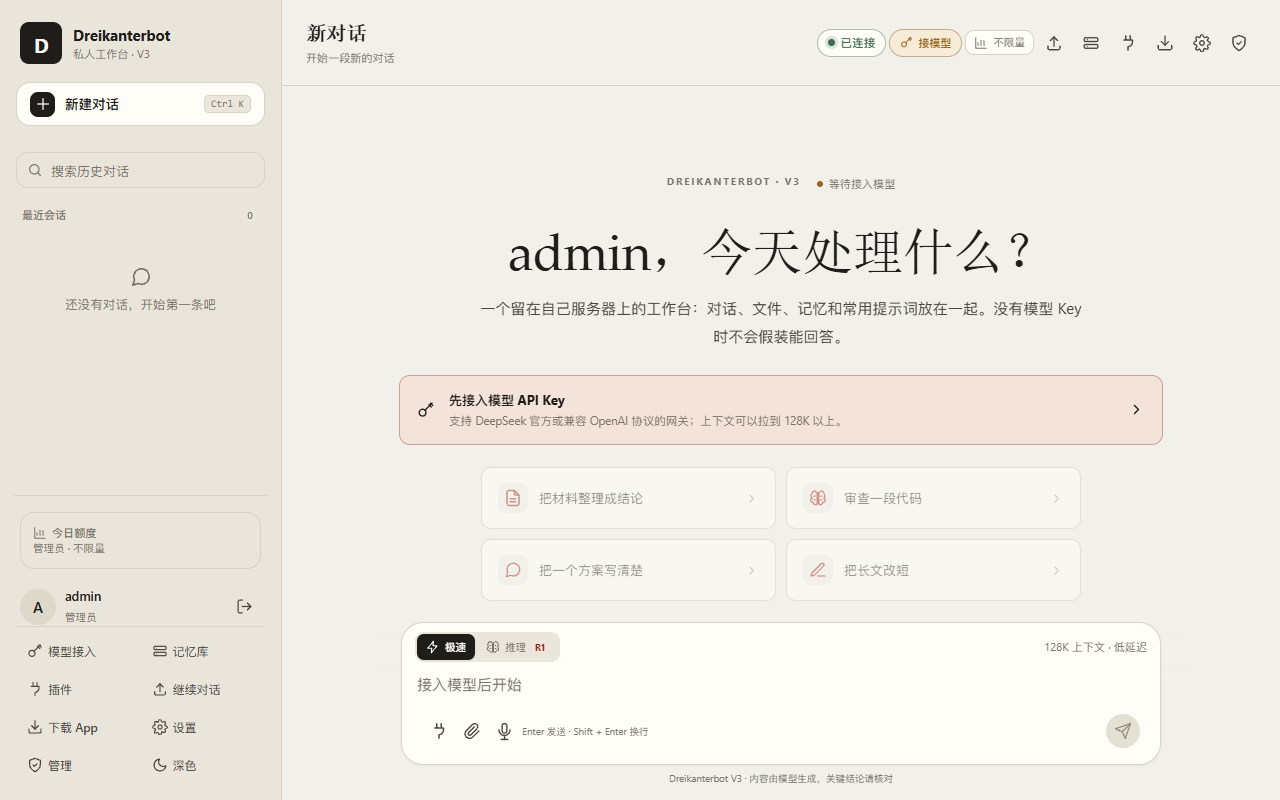 D
Dreikanterbot
私人工作台 · V3
新建对话
Ctrl K
搜索历史对话
最近会话
0
还没有对话，开始第一条吧
今日额度
管理员 · 不限量
A
admin
管理员
模型接入
记忆库
插件
继续对话
下载 App
设置
管理
深色
新对话
开始一段新的对话
已连接
接模型
不限量
DREIKANTERBOT · V3
等待接入模型
admin，今天处理什么？
一个留在自己服务器上的工作台：对话、文件、记忆和常用提示词放在一起。没有模型 Key
时不会假装能回答。
先接入模型 API Key
支持 DeepSeek 官方或兼容 OpenAI 协议的网关；上下文可以拉到 128K 以上。
把材料整理成结论
审查一段代码
把一个方案写清楚
把长文改短
极速
推理
R1
128K 上下文 · 低延迟
接入模型后开始
Enter 发送 · Shift + Enter 换行
Dreikanterbot V3 · 内容由模型生成，关键结论请核对